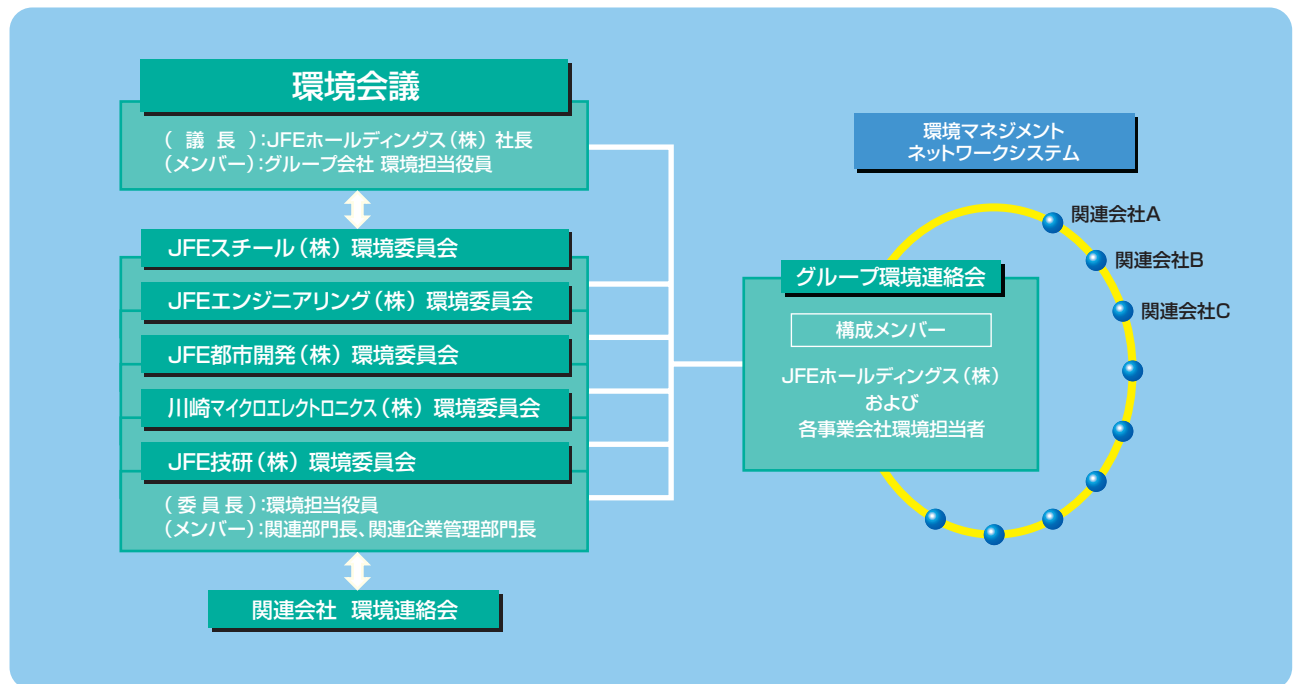 環境会議
( 議 長 ):JFEホールディングス(株) 社長
(メンバー):グループ会社 環境担当役員
JFEスチール(株) 環境委員会
JFEエンジニアリング(株) 環境委員会
JFE都市開発(株) 環境委員会
川崎マイクロエレクトロニクス(株) 環境委員会
JFE技研(株) 環境委員会
( 委 員 長 ):環境担当役員
(メンバー):関連部門長、関連企業管理部門長
関連会社 環境連絡会
環境マネジメント
ネットワークシステム
グループ環境連絡会
構成メンバー
JFEホールディングス(株)
および
各事業会社環境担当者
関連会社A
関連会社B
関連会社C